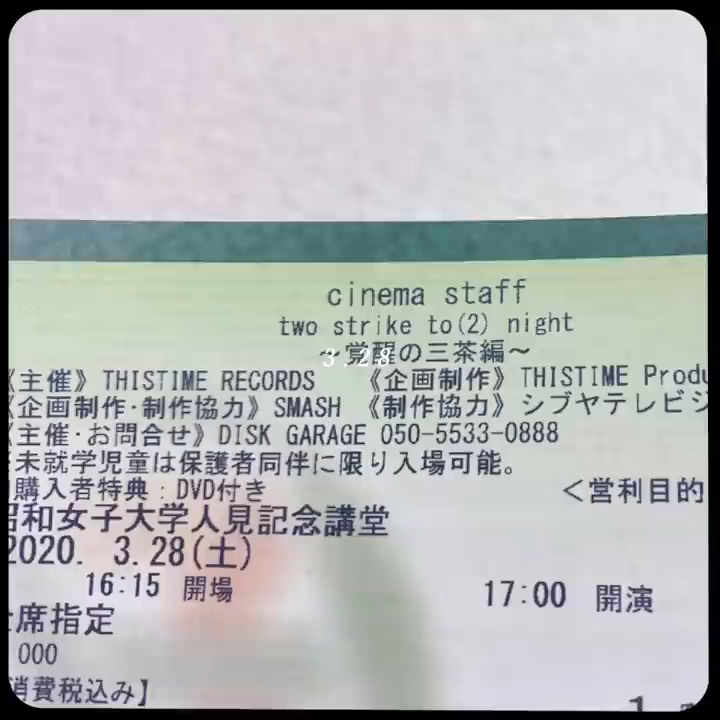 cinema staff
two strike to(2) night
～覚醒の三茶編～
3.28
《主催》THISTIME RECORDS 《企画制作》THISTIME Produ
《企画制作･制作協力》SMASH 《制作協力》シブヤテレビジ
《主催･お問合せ》DISK GARAGE 050-5533-0888
※未就学児童は保護者同伴に限り入場可能。
購入者特典：DVD付き ＜営利目的
昭和女子大学人見記念講堂
2020. 3.28(土)
16:15 開場 17:00 開演
全席指定
000
消費税込み】